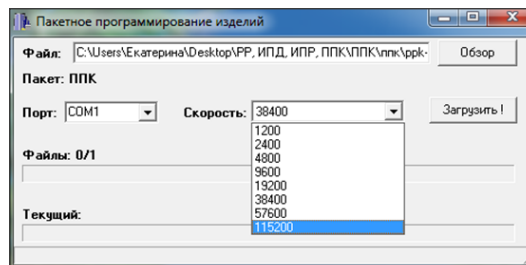 Пакетное программирование изделий
Файл: C:\Users\Екатерина\Desktop\PP, ИПД, ИПР, ППК\ППК\ппк\ppk- Обзор
Пакет: ППК
Порт: COM1 Скорость: 38400 Загрузить !
1200
2400
4800
9600
19200
38400
57600
115200
Файлы: 0/1
Текущий: